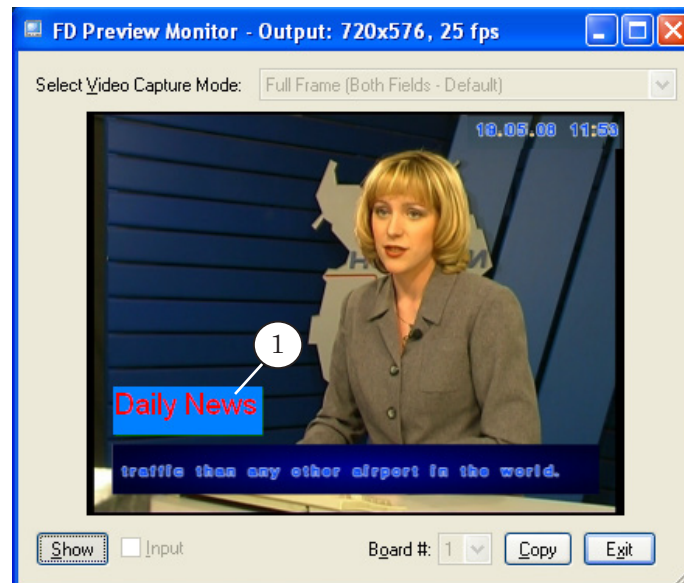 FD Preview Monitor - Output: 720x576, 25 fps
Select Video Capture Mode: Full Frame (Both Fields - Default)
18.05.08 11:53
1
Daily News
traffic than any other airport in the world.
Show Input Board #: 1 Copy Exit